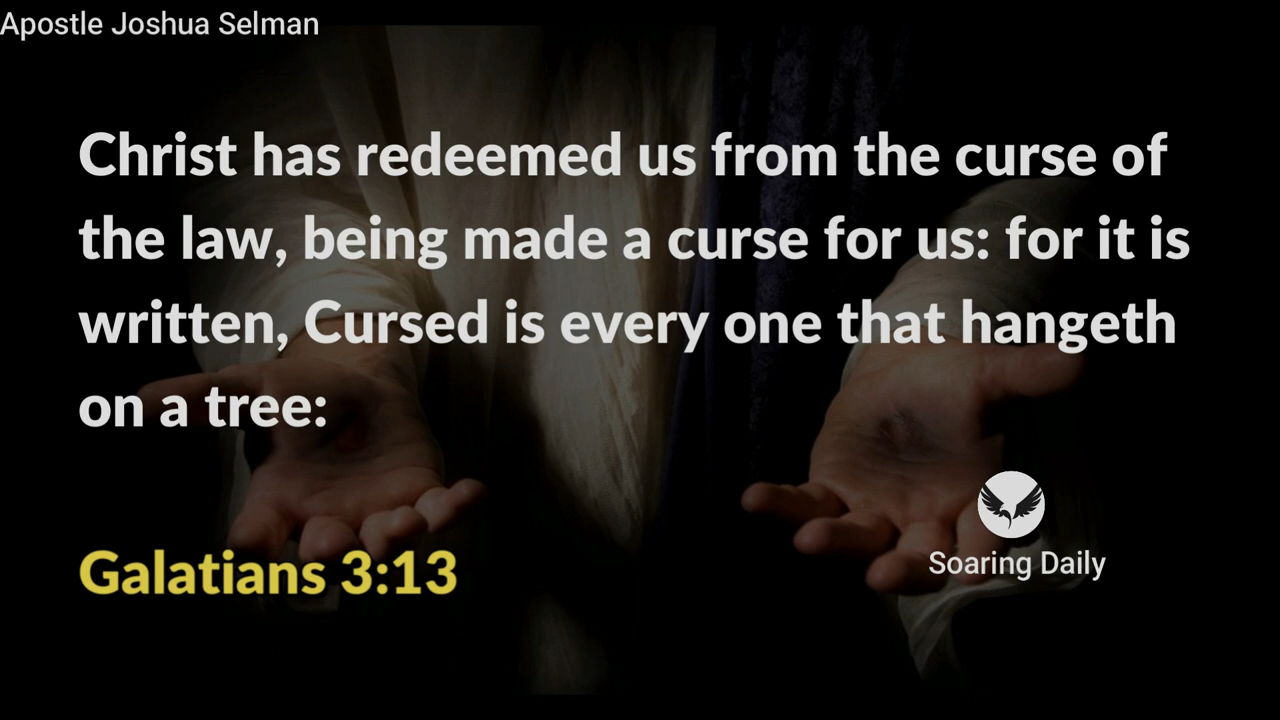 Apostle Joshua Selman
Christ has redeemed us from the curse of
the law, being made a curse for us: for it is
written, Cursed is every one that hangeth
on a tree:
Galatians 3:13
Soaring Daily